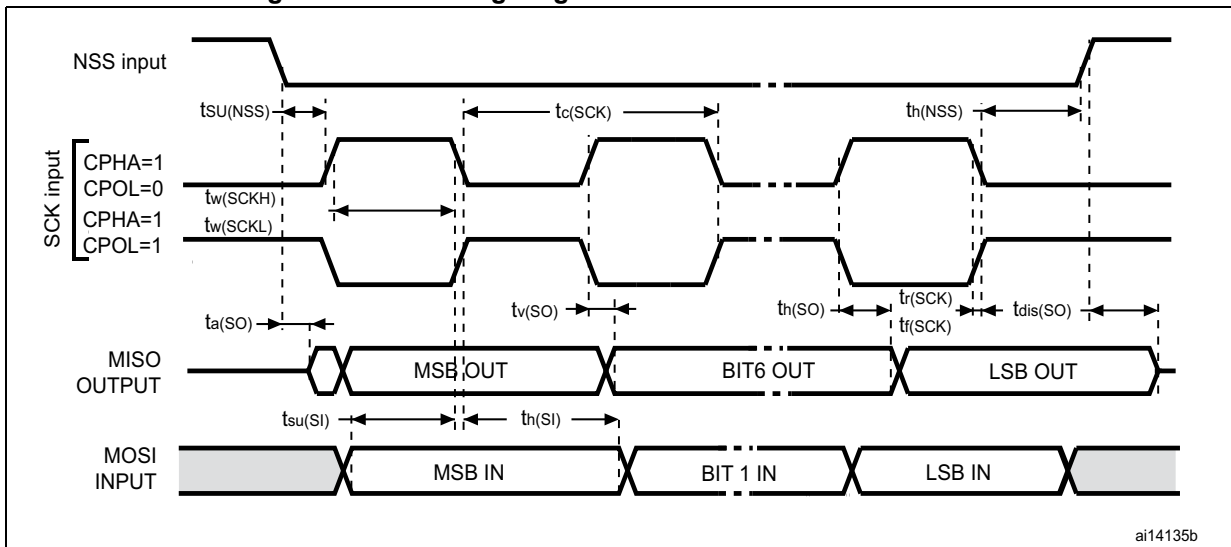 NSS input
tSU(NSS)
tc(SCK)
th(NSS)
SCK input
CPHA=1
CPOL=0
tw(SCKH)
CPHA=1
tw(SCKL)
CPOL=1
ta(SO)
tv(SO)
th(SO)
tr(SCK)
tf(SCK)
tdis(SO)
MISO
OUTPUT
MSB OUT
BIT6 OUT
LSB OUT
tsu(SI)
th(SI)
MOSI
INPUT
MSB IN
BIT 1 IN
LSB IN
ai14135b